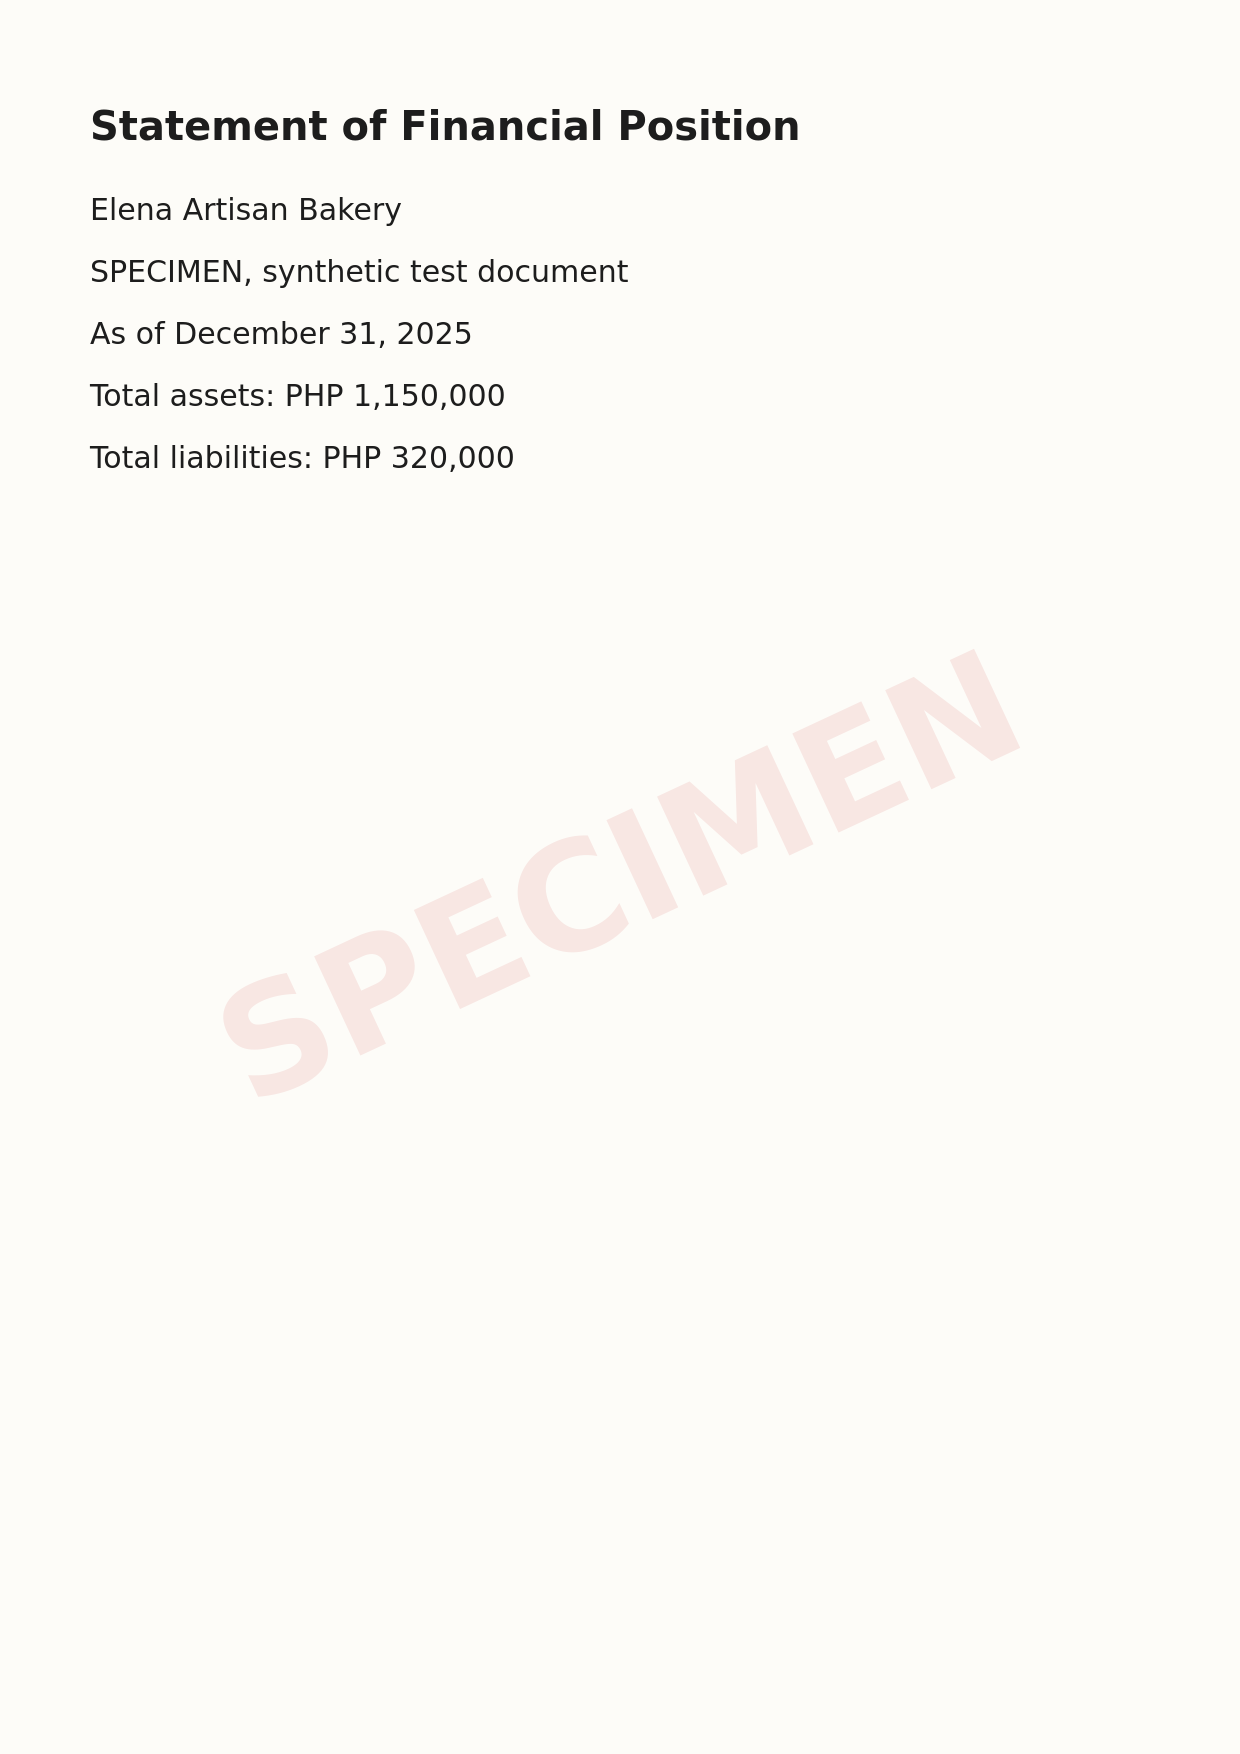 Statement of Financial Position
Elena Artisan Bakery
SPECIMEN, synthetic test document
As of December 31, 2025
Total assets: PHP 1,150,000
Total liabilities: PHP 320,000
SPECIMEN